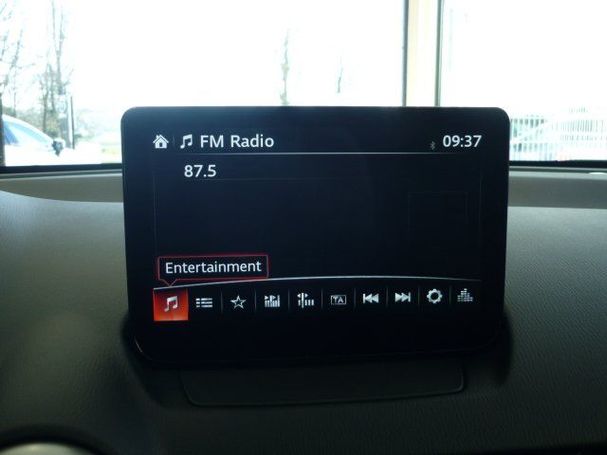 FM Radio 09:37
87.5
Entertainment
TA